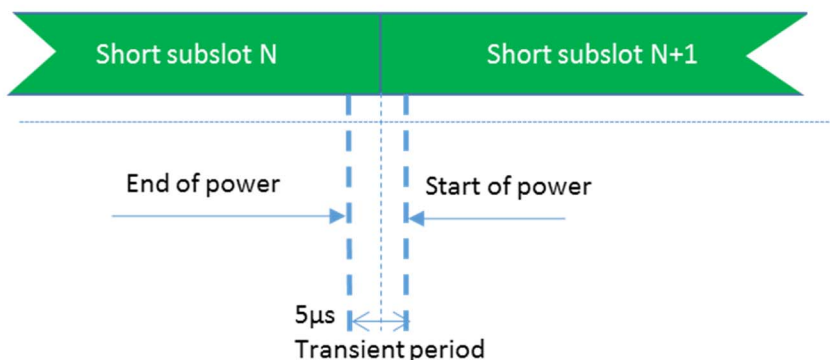 Short subslot N
Short subslot N+1
End of power
Start of power
5µs
Transient period